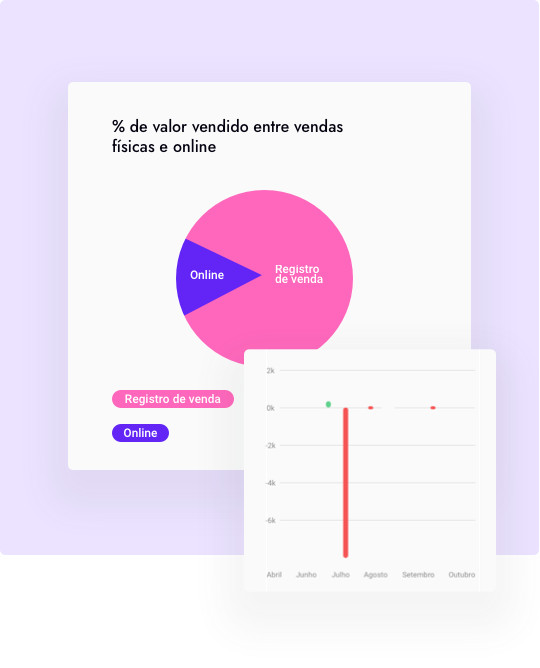 % de valor vendido entre vendas
físicas e online
Online
Registro
de venda
Registro de venda
Online
2k
0k
-2k
-4k
-6k
Abril Junho Julho Agosto Setembro Outubro